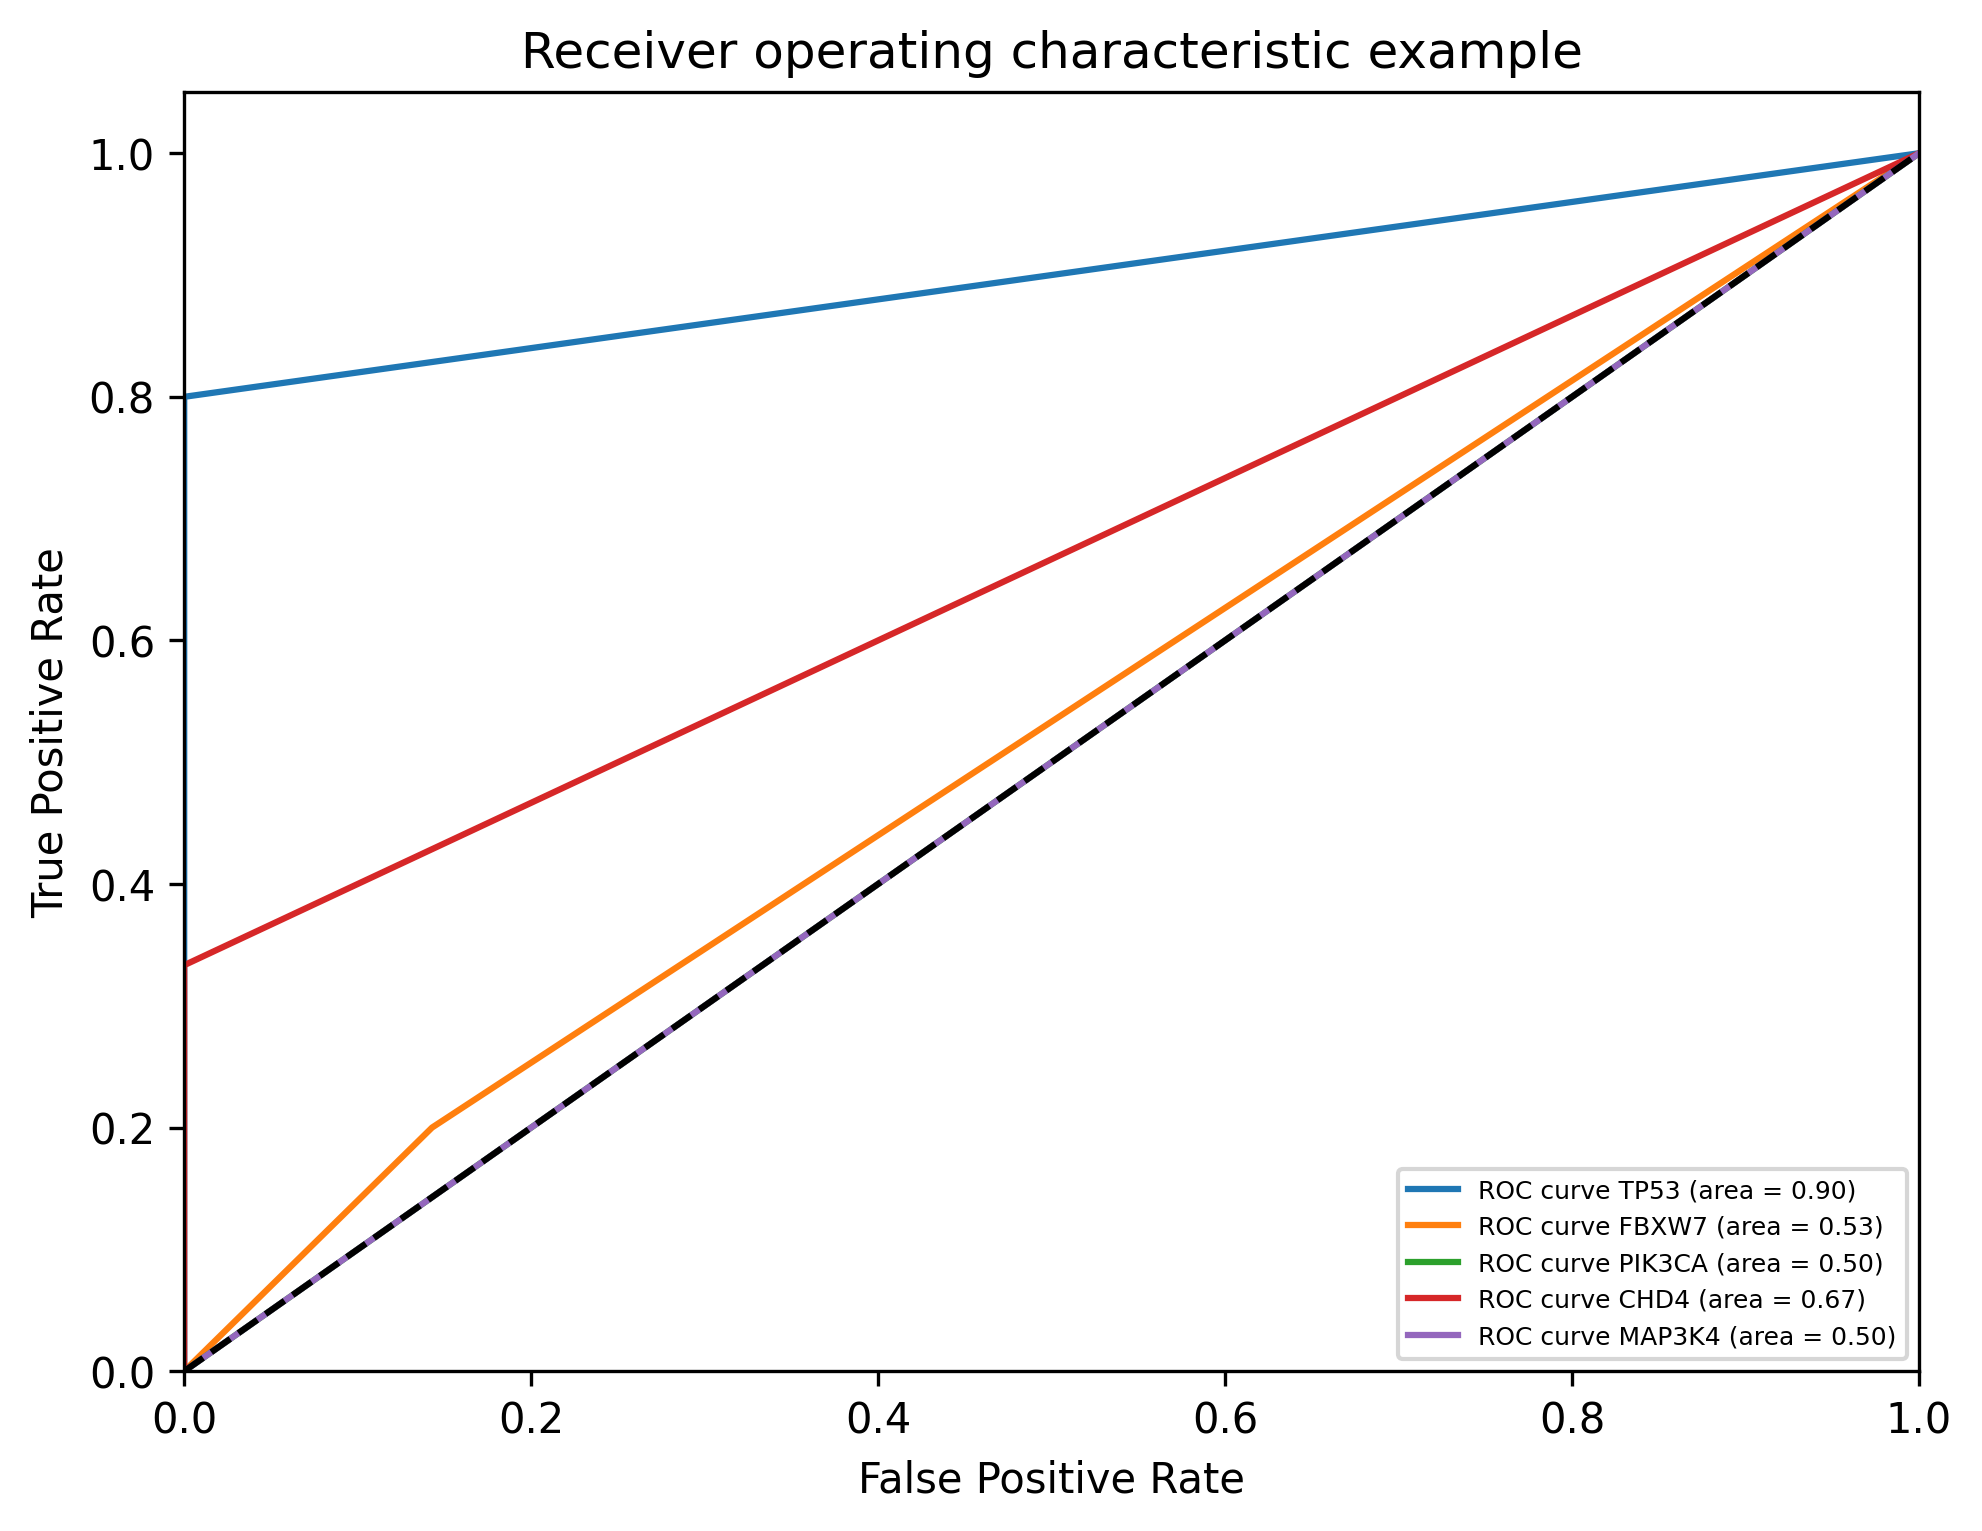 Receiver operating characteristic example
True Positive Rate
1.0
0.8
0.6
0.4
0.2
0.0
ROC curve TP53 (area = 0.90)
ROC curve FBXW7 (area = 0.53)
ROC curve PIK3CA (area = 0.50)
ROC curve CHD4 (area = 0.67)
ROC curve MAP3K4 (area = 0.50)
0.0 0.2 0.4 0.6 0.8 1.0
False Positive Rate